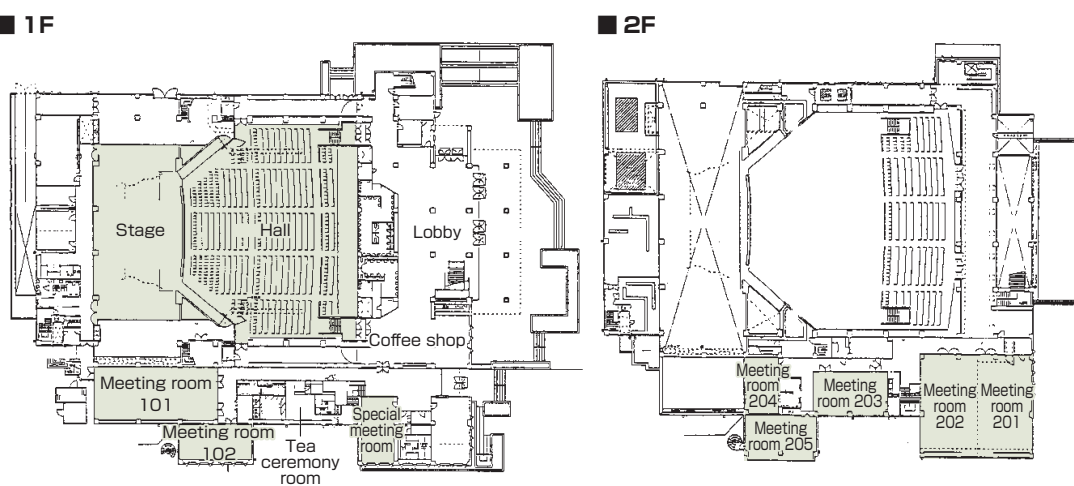 ■ 1F
Stage
Hall
Lobby
Coffee shop
Meeting room
101
Meeting room
102
Tea
ceremony
room
Special
meeting
room
■ 2F
Meeting
room
204
Meeting
room 203
Meeting
room
202
Meeting
room
201
Meeting
room 205